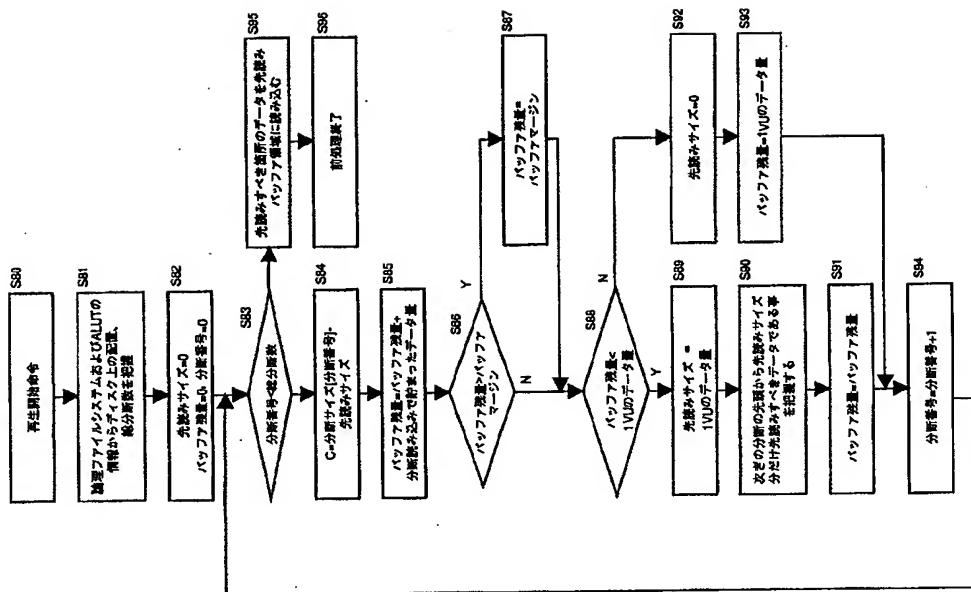 S80
再生開始命令
S81
論理ファイルシステムおよびALUTの
情報からディスク上の配置、
総分断数を把握
S82
先読みサイズ=0
バッファ残量=0、分断番号=0
S83
分断番号<総分断数
S84
C=分断サイズ[分断番号]-
先読みサイズ
S85
バッファ残量=バッファ残量+
分断読み込みで貯まったデータ量
S86
バッファ残量>バッファ
マージン
Y
N
S87
バッファ残量=
バッファマージン
S88
バッファ残量<
1VUのデータ量
N
Y
S89
先読みサイズ =
1VUのデータ量
S90
次ぎの分断の先頭から先読みサイズ
分だけ先読みすべきデータである事
を把握する
S91
バッファ残量=バッファ残量
S92
先読みサイズ=0
S93
バッファ残量=1VUのデータ量
S94
分断番号=分断番号+1
S95
先読みすべき箇所のデータを先読み
バッファ領域に読み込む
S96
前処理終了